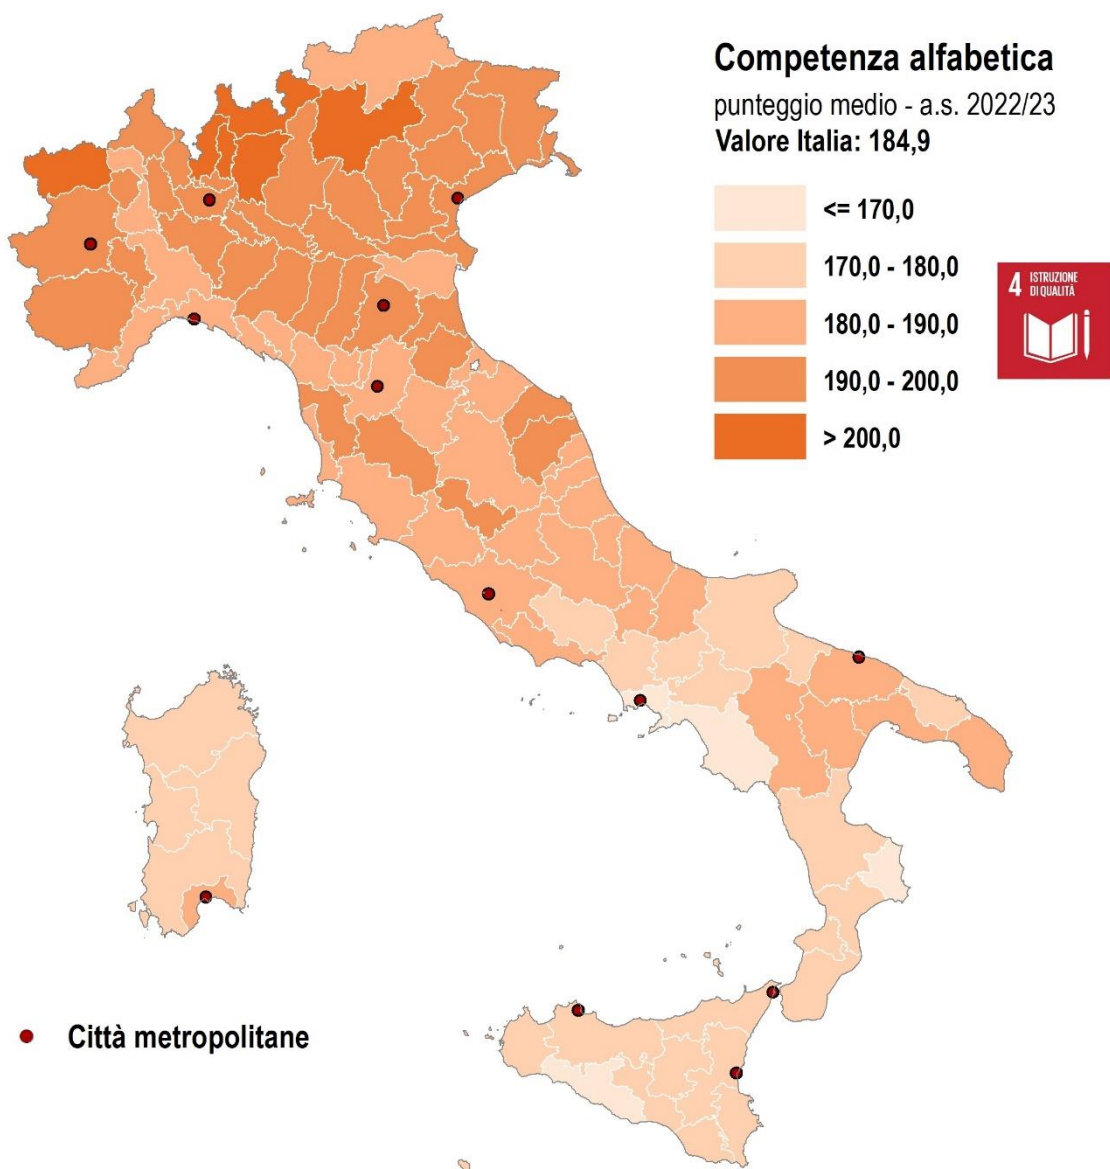 Competenza alfabetica
punteggio medio - a.s. 2022/23
Valore Italia: 184,9
<= 170,0
170,0 - 180,0
180,0 - 190,0
190,0 - 200,0
> 200,0
4 ISTRUZIONE
DI QUALITÀ
Città metropolitane